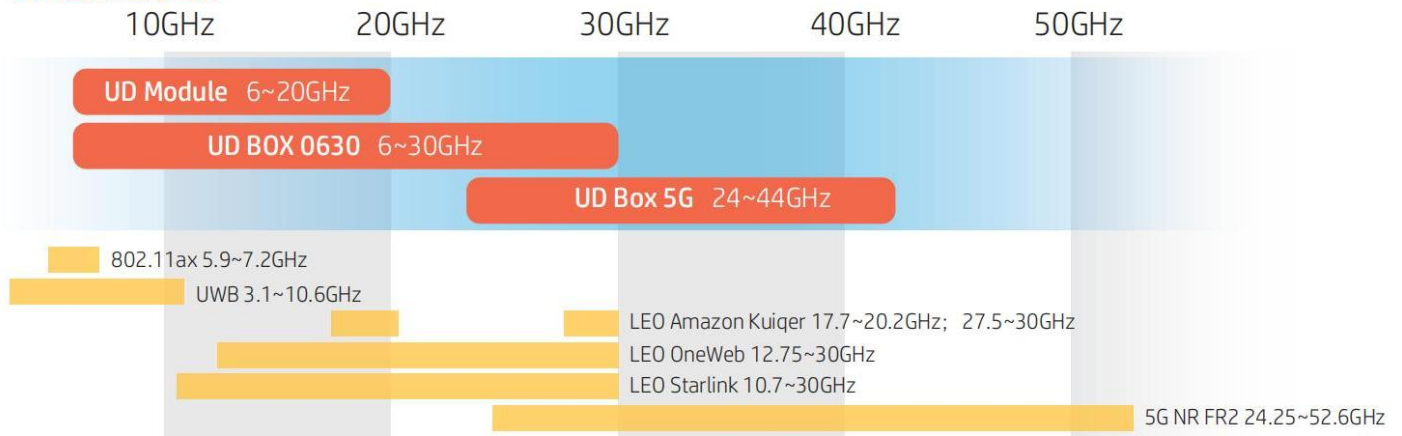 10GHz 20GHz 30GHz 40GHz 50GHz
UD Module 6~20GHz
UD BOX 0630 6~30GHz
UD Box 5G 24~44GHz
802.11ax 5.9~7.2GHz
UWB 3.1~10.6GHz
LEO Amazon Kuiqer 17.7~20.2GHz; 27.5~30GHz
LEO OneWeb 12.75~30GHz
LEO Starlink 10.7~30GHz
5G NR FR2 24.25~52.6GHz